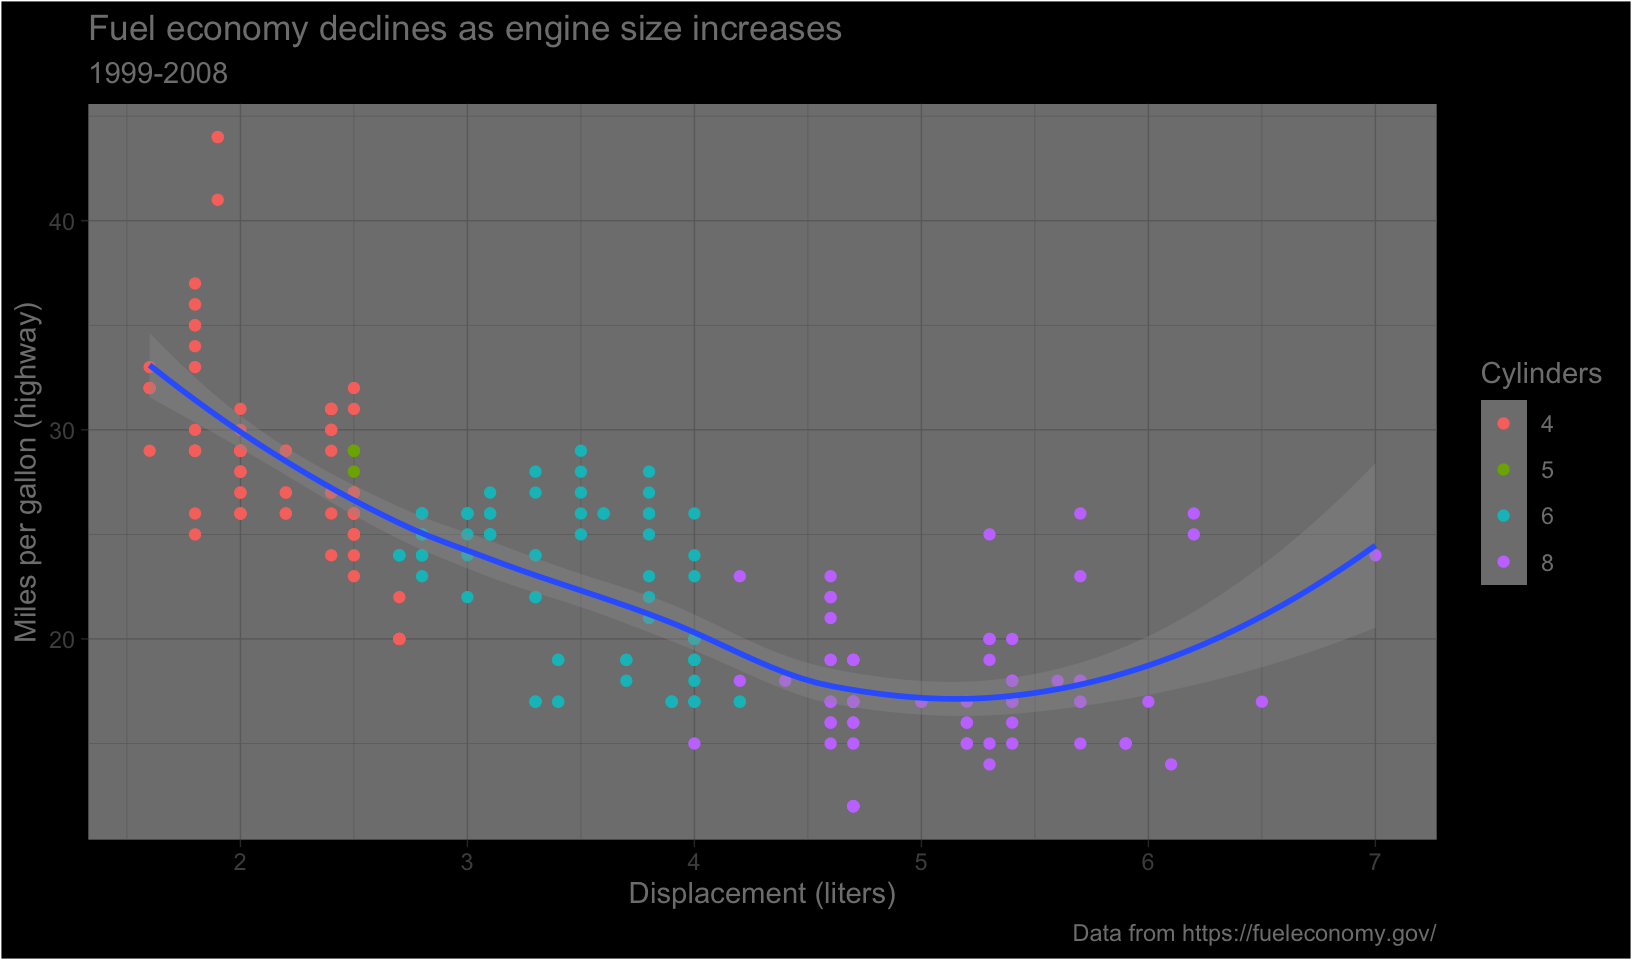 Fuel economy declines as engine size increases
1999-2008
Miles per gallon (highway)
40
30
20
2 3 4 5 6 7
Displacement (liters)
Cylinders
4
5
6
8
Data from https://fueleconomy.gov/